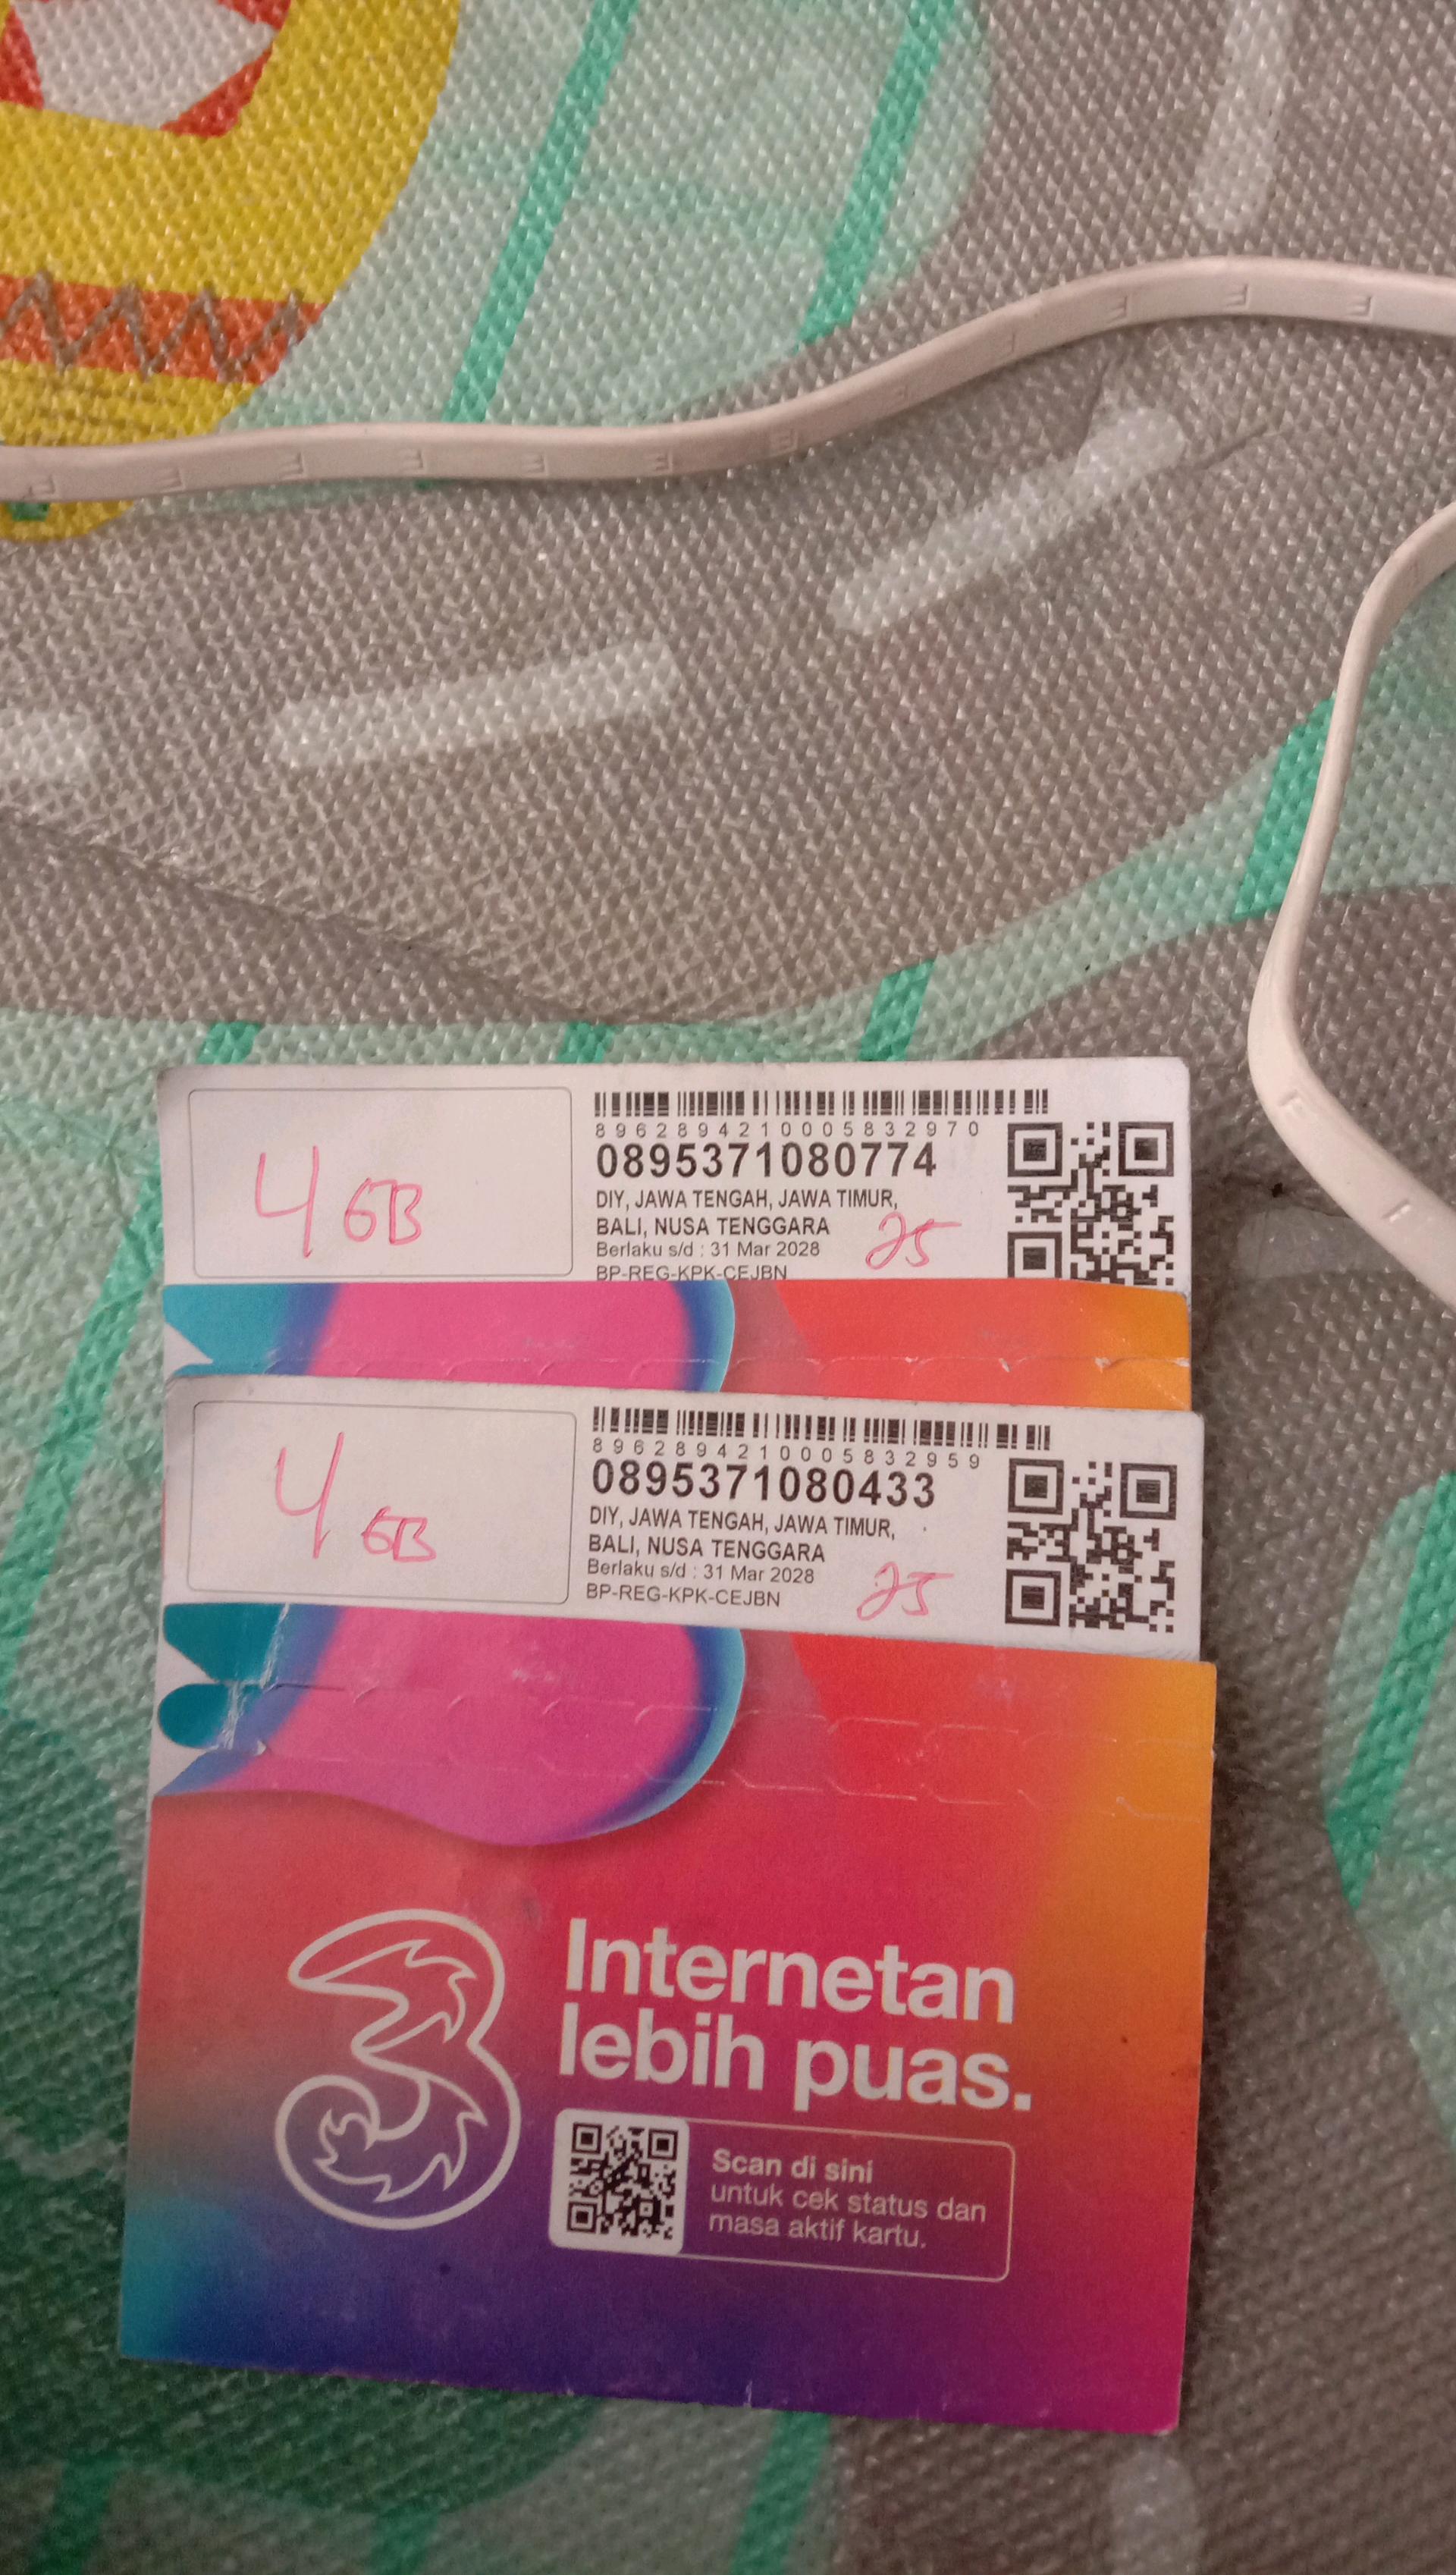 4 GB
8962894210005832970
0895371080774
DIY, JAWA TENGAH, JAWA TIMUR,
BALI, NUSA TENGGARA
Berlaku s/d : 31 Mar 2028
25
BP-REG-KPK-CEJBN
4 GB
8962894210005832959
0895371080433
DIY, JAWA TENGAH, JAWA TIMUR,
BALI, NUSA TENGGARA
Berlaku s/d : 31 Mar 2028
25
BP-REG-KPK-CEJBN
3
Internetan
lebih puas.
Scan di sini
untuk cek status dan
masa aktif kartu.